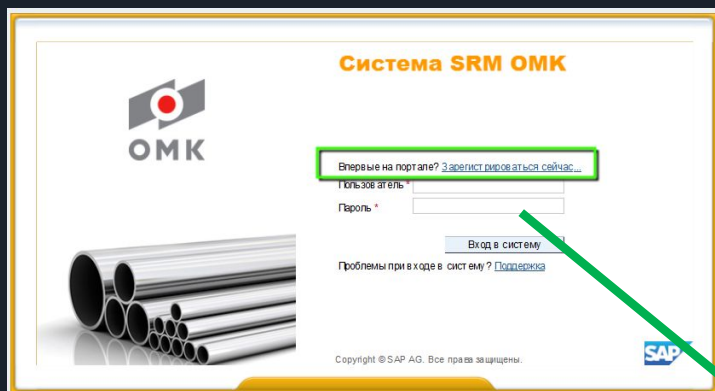 Система SRM ОМК
ОМК
Впервые на портале? Зарегистрироваться сейчас...
Пользователь *
Пароль *
Вход в систему
Проблемы при входе в систему? Поддержка
Copyright © SAP AG. Все права защищены.
SAP